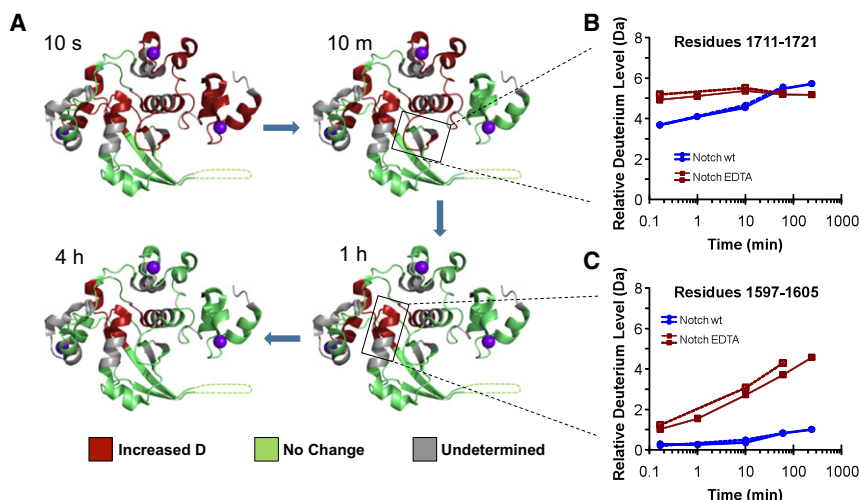 A
10 s
10 m
4 h
1 h
Increased D
No Change
Undetermined
B
Residues 1711-1721
Relative Deuterium Level (Da)
8
6
4
2
0
Notch wt
Notch EDTA
0.1
1
10
100
1000
Time (min)
C
Residues 1597-1605
Relative Deuterium Level (Da)
8
6
4
2
0
Notch wt
Notch EDTA
0.1
1
10
100
1000
Time (min)